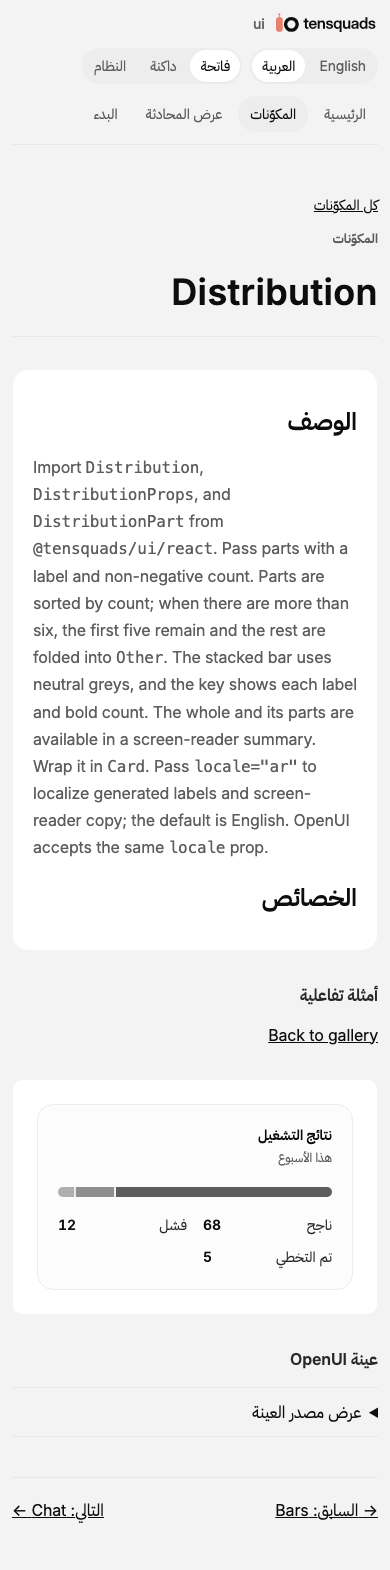 tensquads ui
English العربية فاتحة داكنة النظام
الرئيسية المكوّنات عرض المحادثة البدء
كل المكوّنات
المكوّنات
Distribution
الوصف
Import Distribution,
DistributionProps, and
DistributionPart from
@tensquads/ui/react. Pass parts with a
label and non-negative count. Parts are
sorted by count; when there are more than
six, the first five remain and the rest are
folded into Other. The stacked bar uses
neutral greys, and the key shows each label
and bold count. The whole and its parts are
available in a screen-reader summary.
Wrap it in Card. Pass locale="ar" to
localize generated labels and screen-
reader copy; the default is English. OpenUI
accepts the same locale prop.
الخصائص
أمثلة تفاعلية
Back to gallery
نتائج التشغيل
هذا الأسبوع
ناجح 68 فشل 12
تم التخطي 5
عينة OpenUI
◀ عرض مصدر العينة
→ السابق: Bars التالي: Chat ←